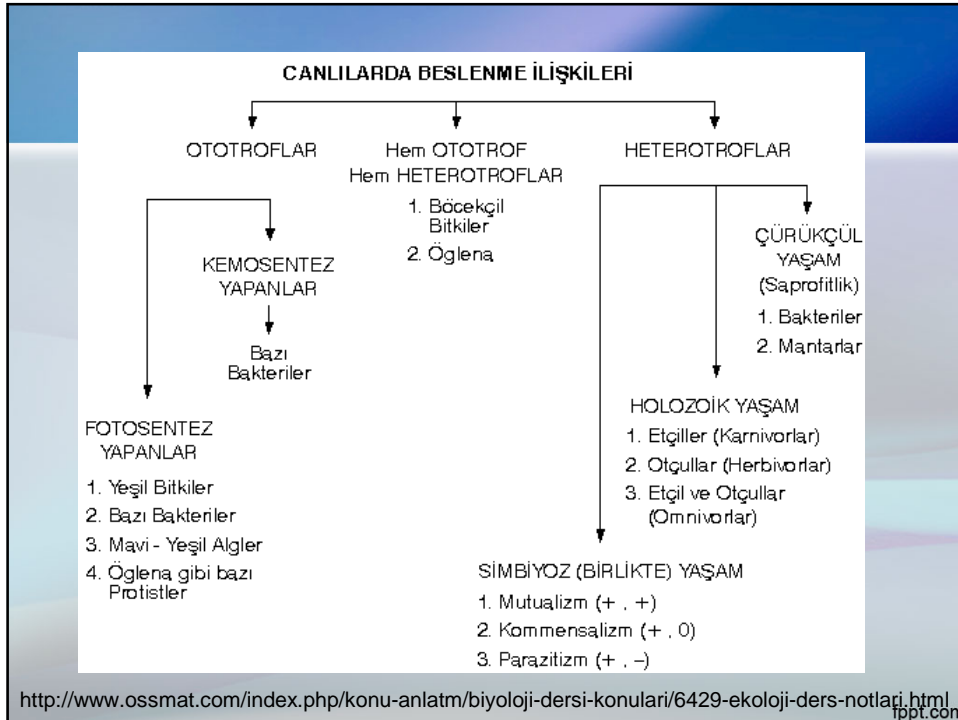 CANLILARDA BESLENME İLİŞKİLERİ
OTOTROFLAR
Hem OTOTROF
Hem HETEROTROFLAR
1. Böcekçil
Bitkiler
2. Öglena
HETEROTROFLAR
KEMOSENTEZ
YAPANLAR
Bazı
Bakteriler
FOTOSENTEZ
YAPANLAR
1. Yeşil Bitkiler
2. Bazı Bakteriler
3. Mavi - Yeşil Algler
4. Öglena gibi bazı
Protistler
ÇÜRÜKÇÜL
YAŞAM
(Saprofitlik)
1. Bakteriler
2. Mantarlar
HOLOZOİK YAŞAM
1. Etçiller (Karnivorlar)
2. Otçullar (Herbivorlar)
3. Etçil ve Otçullar
(Omnivorlar)
SİMBİYOZ (BİRLİKTE) YAŞAM
1. Mutualizm (+ , +)
2. Kommensalizm (+ , 0)
3. Parazitizm (+ , –)
http://www.ossmat.com/index.php/konu-anlatm/biyoloji-dersi-konulari/6429-ekoloji-ders-notlari.html
fppt.com